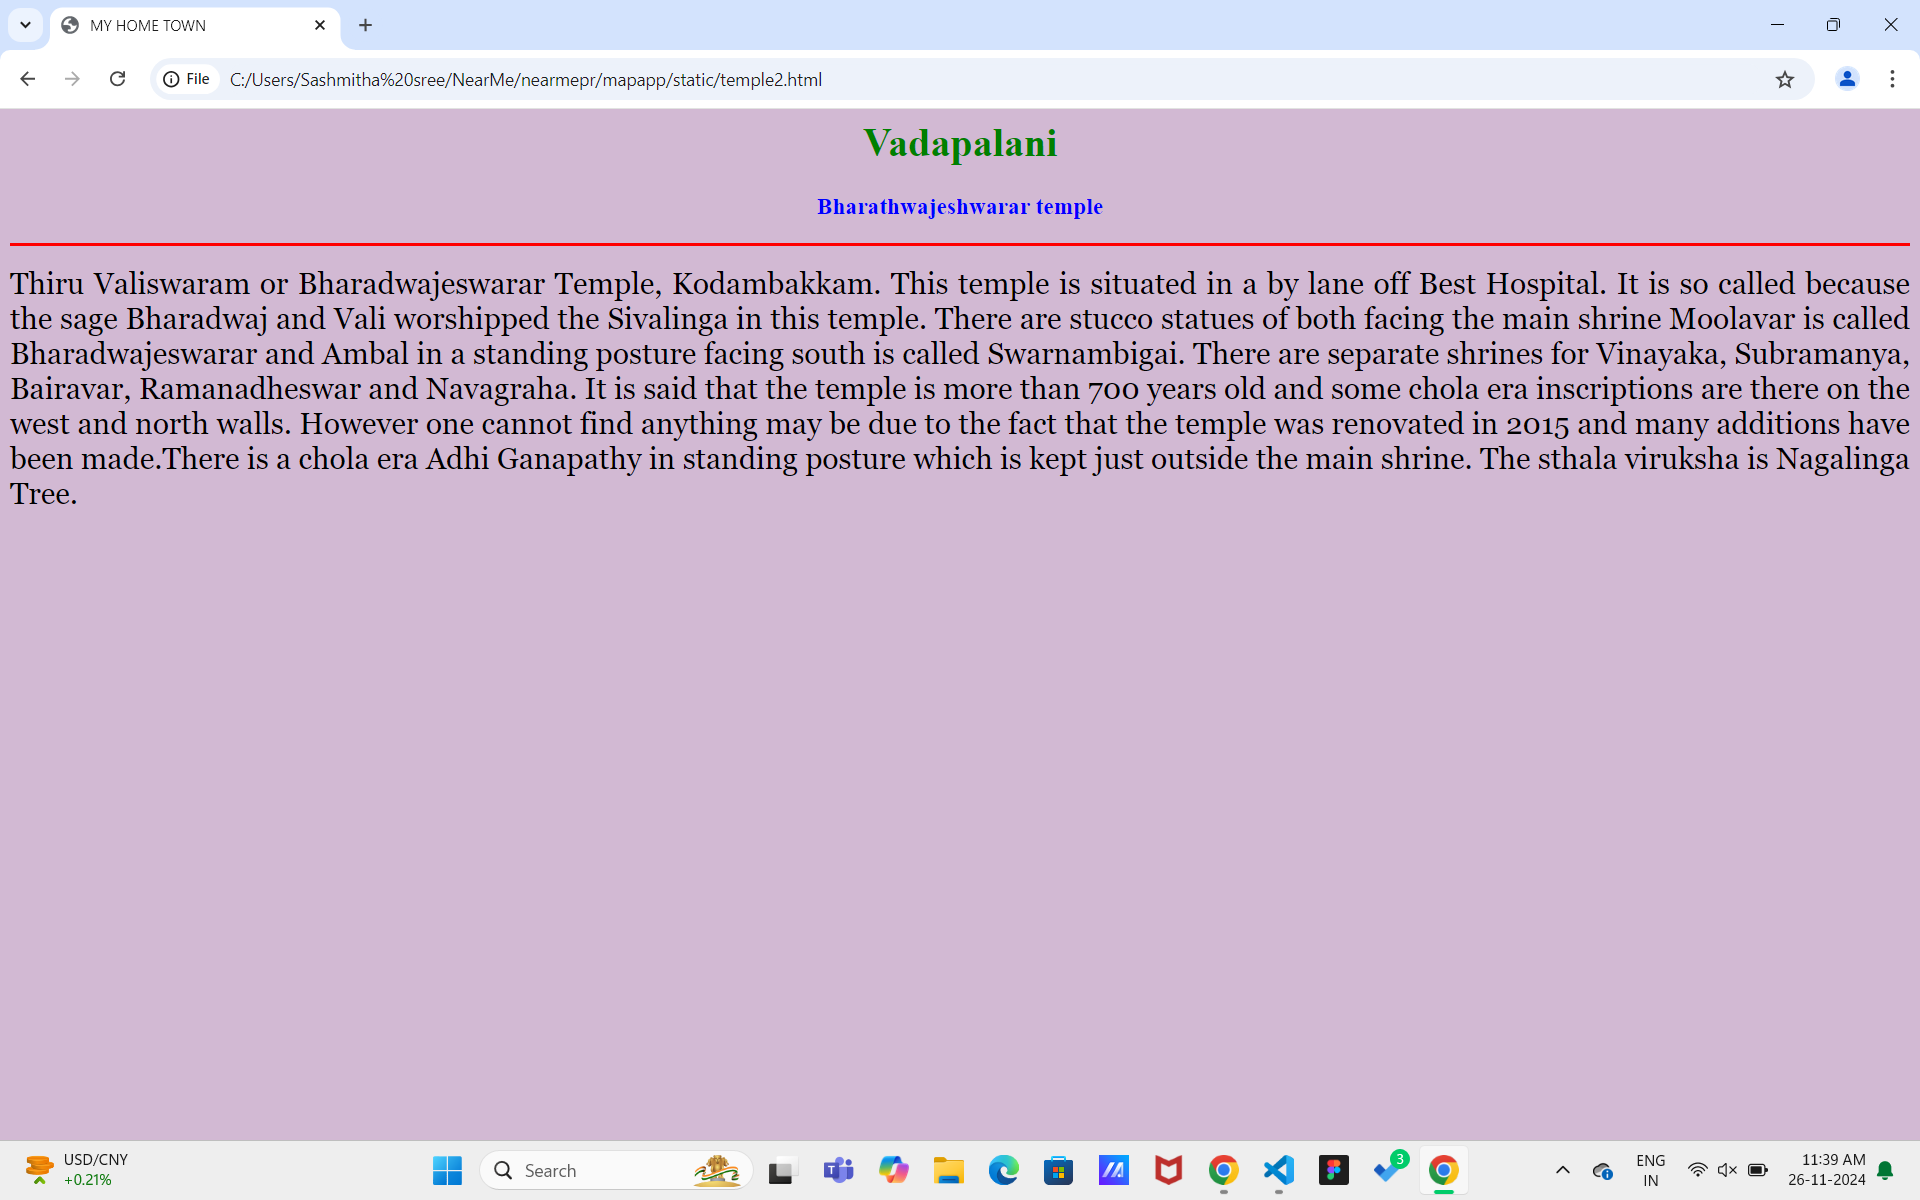 MY HOME TOWN
File
C:/Users/Sashmitha%20sree/NearMe/nearmepr/mapapp/static/temple2.html
Vadapalani
Bharathwajeshwarar temple
Thiru Valiswaram or Bharadwajeswarar Temple, Kodambakkam. This temple is situated in a by lane off Best Hospital. It is so called because
the sage Bharadwaj and Vali worshipped the Sivalinga in this temple. There are stucco statues of both facing the main shrine Moolavar is called
Bharadwajeswarar and Ambal in a standing posture facing south is called Swarnambigai. There are separate shrines for Vinayaka, Subramanya,
Bairavar, Ramanadheswar and Navagraha. It is said that the temple is more than 700 years old and some chola era inscriptions are there on the
west and north walls. However one cannot find anything may be due to the fact that the temple was renovated in 2015 and many additions have
been made.There is a chola era Adhi Ganapathy in standing posture which is kept just outside the main shrine. The sthala viruksha is Nagalinga
Tree.
USD/CNY
+0.21%
Search
3
ENG
IN
11:39 AM
26-11-2024